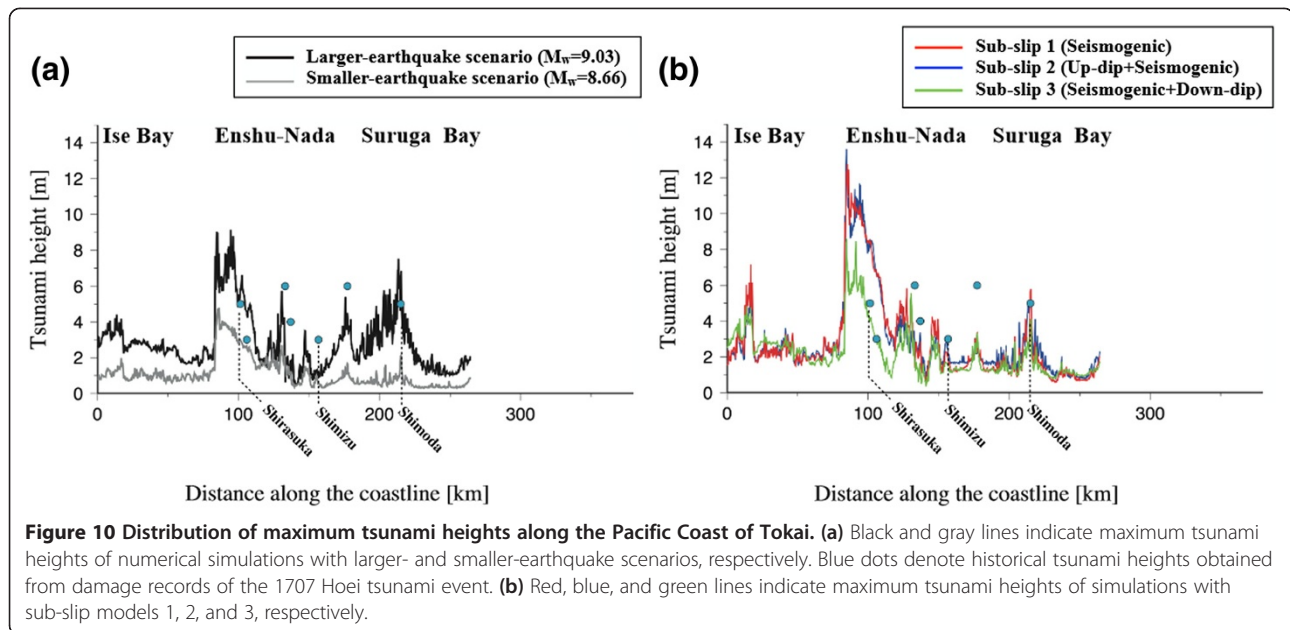 (a)
Larger-earthquake scenario (Mw=9.03)
Smaller-earthquake scenario (Mw=8.66)
Ise Bay Enshu-Nada Suruga Bay
Tsunami height [m]
14
12
10
8
6
4
2
0
0 100 200 300
Shirasuka
Shimizu
Shimoda
Distance along the coastline [km]
(b)
Sub-slip 1 (Seismogenic)
Sub-slip 2 (Up-dip+Seismogenic)
Sub-slip 3 (Seismogenic+Down-dip)
Ise Bay Enshu-Nada Suruga Bay
Tsunami height [m]
14
12
10
8
6
4
2
0
0 100 200 300
Shirasuka
Shimizu
Shimoda
Distance along the coastline [km]
Figure 10 Distribution of maximum tsunami heights along the Pacific Coast of Tokai. (a) Black and gray lines indicate maximum tsunami
heights of numerical simulations with larger- and smaller-earthquake scenarios, respectively. Blue dots denote historical tsunami heights obtained
from damage records of the 1707 Hoei tsunami event. (b) Red, blue, and green lines indicate maximum tsunami heights of simulations with
sub-slip models 1, 2, and 3, respectively.